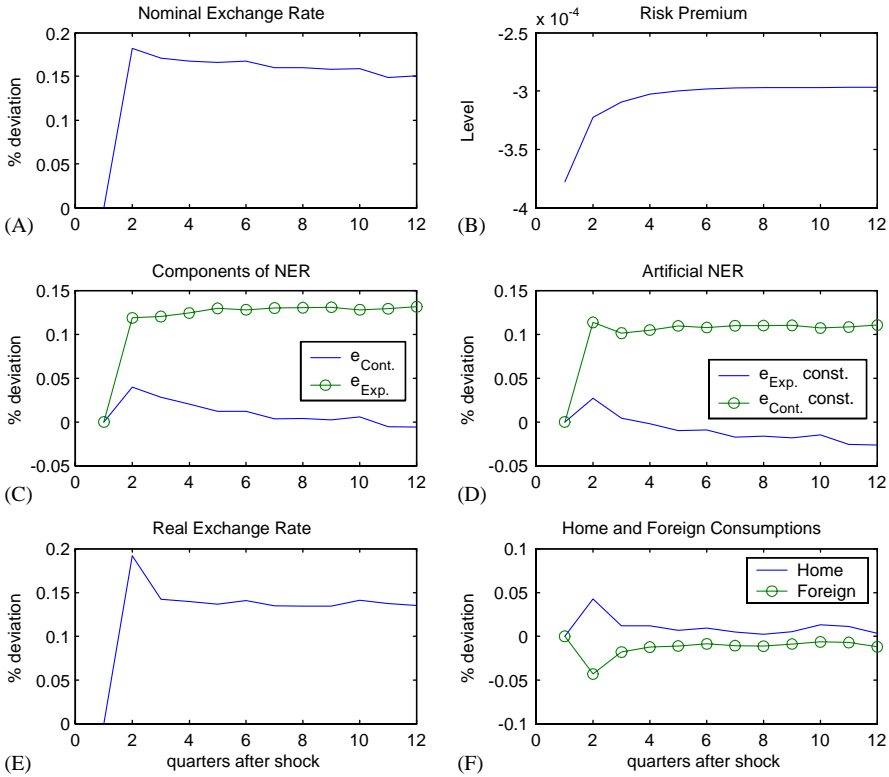 Nominal Exchange Rate
% deviation
0.2
0.15
0.1
0.05
0
0 2 4 6 8 10 12
(A)
Risk Premium
x 10-4
Level
-2.5
-3
-3.5
-4
0 2 4 6 8 10 12
(B)
Components of NER
% deviation
0.15
0.1
0.05
0
-0.05
0 2 4 6 8 10 12
eCont.
eExp.
(C)
Artificial NER
% deviation
0.15
0.1
0.05
0
-0.05
0 2 4 6 8 10 12
eExp. const.
eCont. const.
(D)
Real Exchange Rate
% deviation
0.2
0.15
0.1
0.05
0
0 2 4 6 8 10 12
quarters after shock
(E)
Home and Foreign Consumptions
% deviation
0.1
0.05
0
-0.05
-0.1
0 2 4 6 8 10 12
Home
Foreign
quarters after shock
(F)